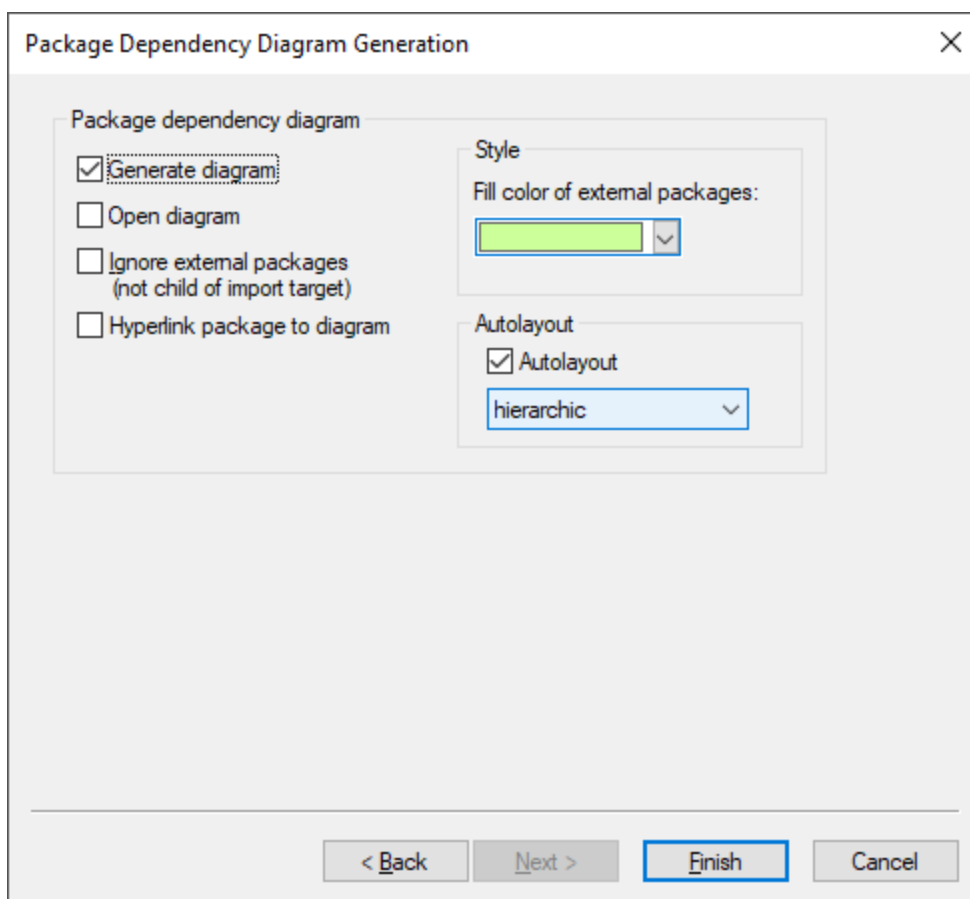 Package Dependency Diagram Generation
Package dependency diagram
Generate diagram
Open diagram
Ignore external packages
(not child of import target)
Hyperlink package to diagram
Style
Fill color of external packages:
Autolayout
Autolayout
hierarchic
< Back
Next >
Finish
Cancel